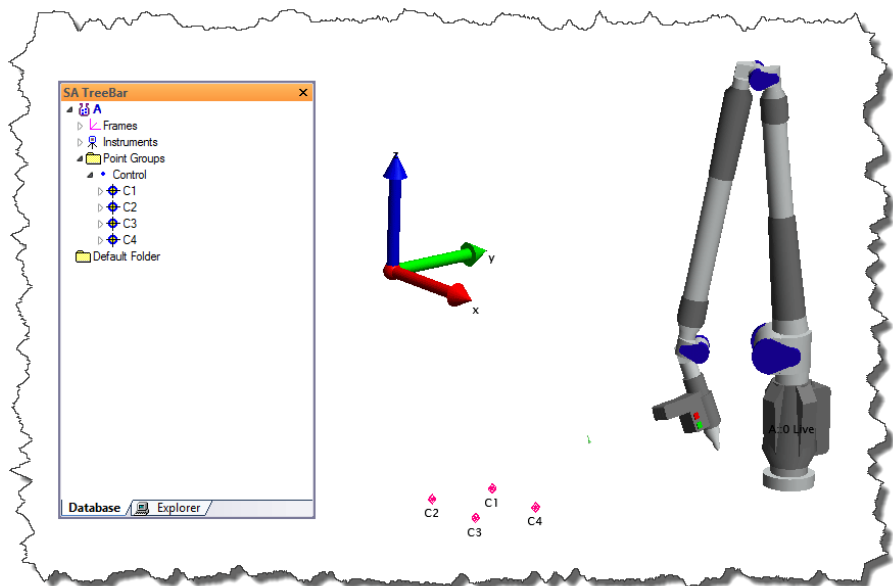 SA TreeBar
A
Frames
Instruments
Point Groups
Control
C1
C2
C3
C4
Default Folder
Database
Explorer
z
y
x
A::0 Live
C1
C2
C4
C3